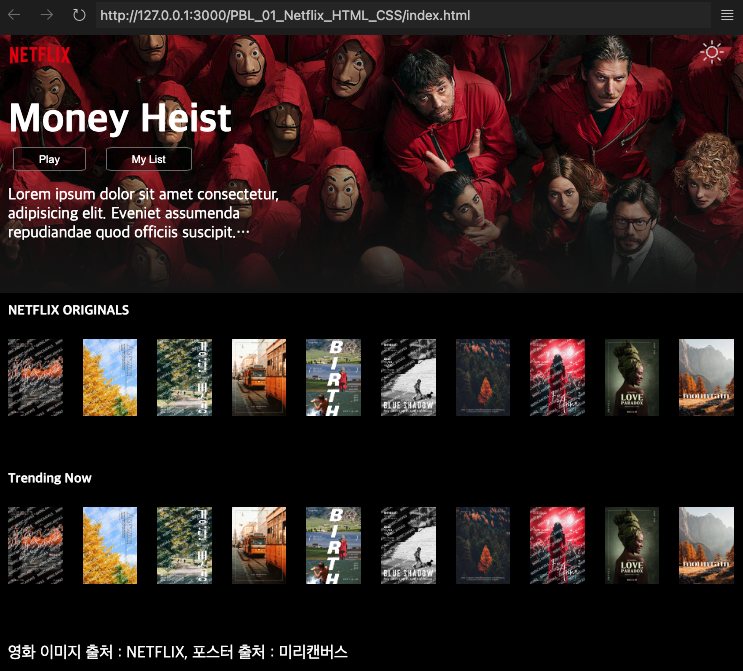 http://127.0.0.1:3000/PBL_01_Netflix_HTML_CSS/index.html
NETFLIX
Money Heist
Play
My List
Lorem ipsum dolor sit amet consectetur,
adipisicing elit. Eveniet assumenda
repudiandae quod officiis suscipit.…
NETFLIX ORIGINALS
BIRTH
BLUE SHADOW
LOVE
PARADOX
mountain
Trending Now
BIRTH
BLUE SHADOW
LOVE
PARADOX
mountain
영화 이미지 출처 : NETFLIX, 포스터 출처 : 미리캔버스